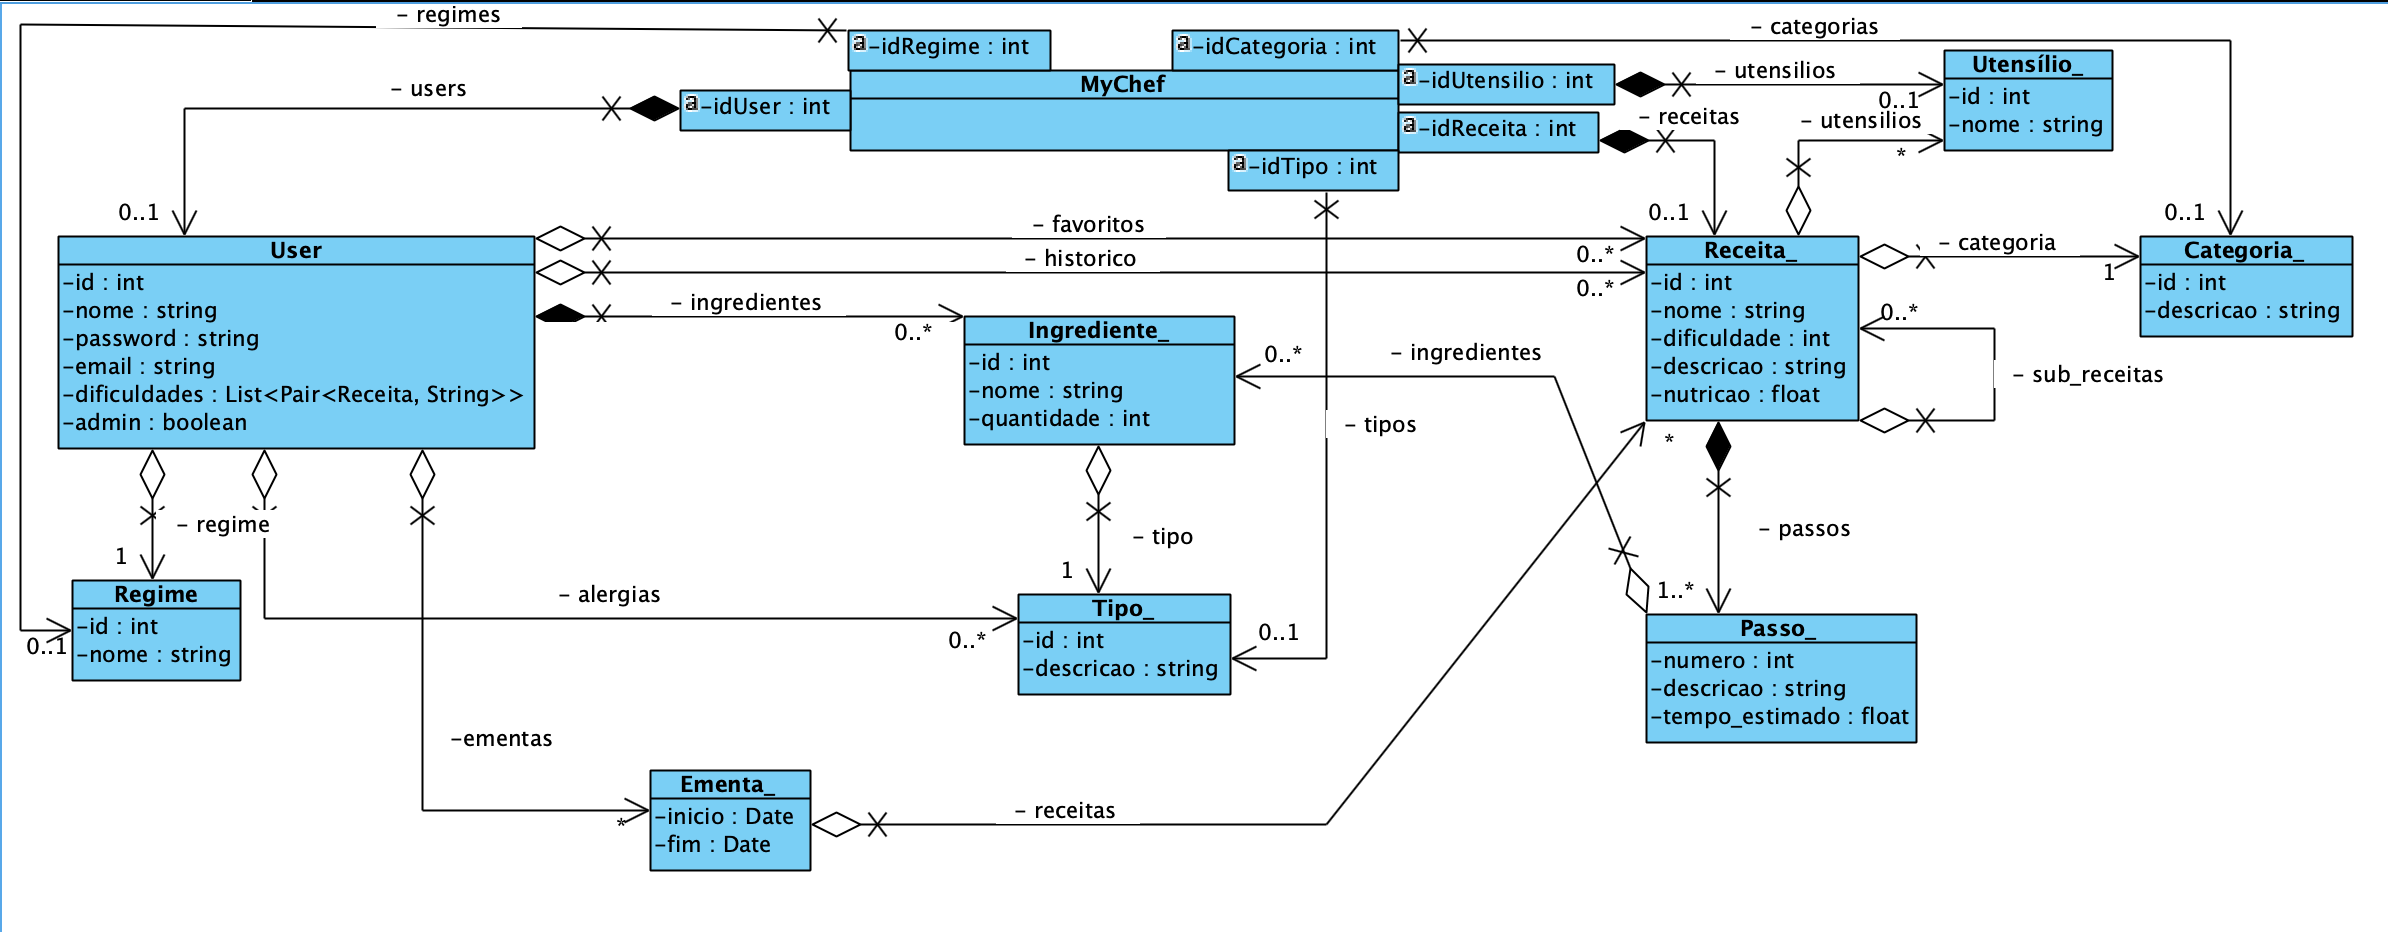 - regimes
- categorias
a -idRegime : int
a -idCategoria : int
MyChef
a -idUtensilio : int
- utensilios
0..1
Utensílio_
-id : int
-nome : string
- users
a -idUser : int
a -idReceita : int
- receitas
- utensilios
*
a -idTipo : int
0..1
- favoritos
0..*
- historico
0..*
0..1
0..1
User
-id : int
-nome : string
-password : string
-email : string
-dificuldades : List<Pair<Receita, String>>
-admin : boolean
- ingredientes
0..*
Ingrediente_
-id : int
-nome : string
-quantidade : int
0..*
- ingredientes
Receita_
-id : int
-nome : string
-dificuldade : int
-descricao : string
-nutricao : float
- categoria
1
Categoria_
-id : int
-descricao : string
0..*
- sub_receitas
- tipos
*
- regime
1
- tipo
1
- passos
1..*
Regime
-id : int
-nome : string
0..1
- alergias
0..*
Tipo_
-id : int
-descricao : string
0..1
Passo_
-numero : int
-descricao : string
-tempo_estimado : float
-ementas
*
Ementa_
-inicio : Date
-fim : Date
- receitas